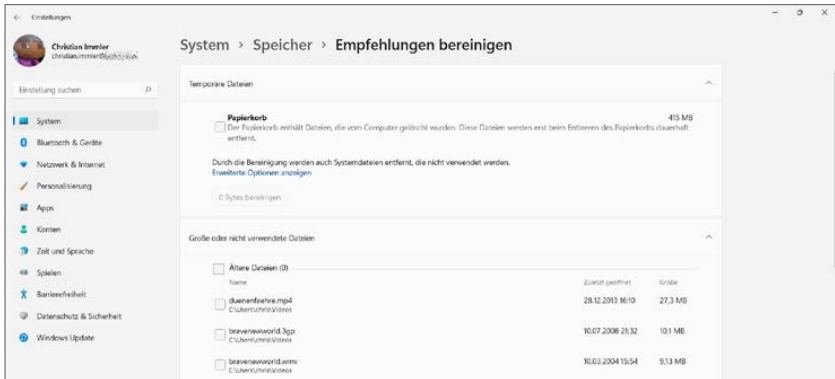 Einstellungen
Christian Immler
System > Speicher > Empfehlungen bereinigen
Einstellung suchen
System
Bluetooth & Geräte
Netzwerk & Internet
Personalisierung
Apps
Konten
Zeit und Sprache
Spielen
Barrierefreiheit
Datenschutz & Sicherheit
Windows Update
Temporäre Dateien
Papierkorb 415 MB
Der Papierkorb enthält Dateien, die vom Computer gelöscht wurden. Diese Dateien werden erst beim Entleeren des Papierkorbs dauerhaft
entfernt.
Durch die Bereinigung werden auch Systemdateien entfernt, die nicht verwendet werden.
Erweiterte Optionen anzeigen
0 Bytes bereinigen
Große oder nicht verwendete Dateien
Ältere Dateien (0)
Name Zuletzt geöffnet Größe
duenenfaehre.mp4 28.12.2013 16:10 27,3 MB
C:\Users\chris\Videos
bravenewworld.3gp 10.07.2008 21:32 10,1 MB
C:\Users\chris\Videos
bravenewworld.wmv 10.03.2004 15:54 9,13 MB
C:\Users\chris\Videos